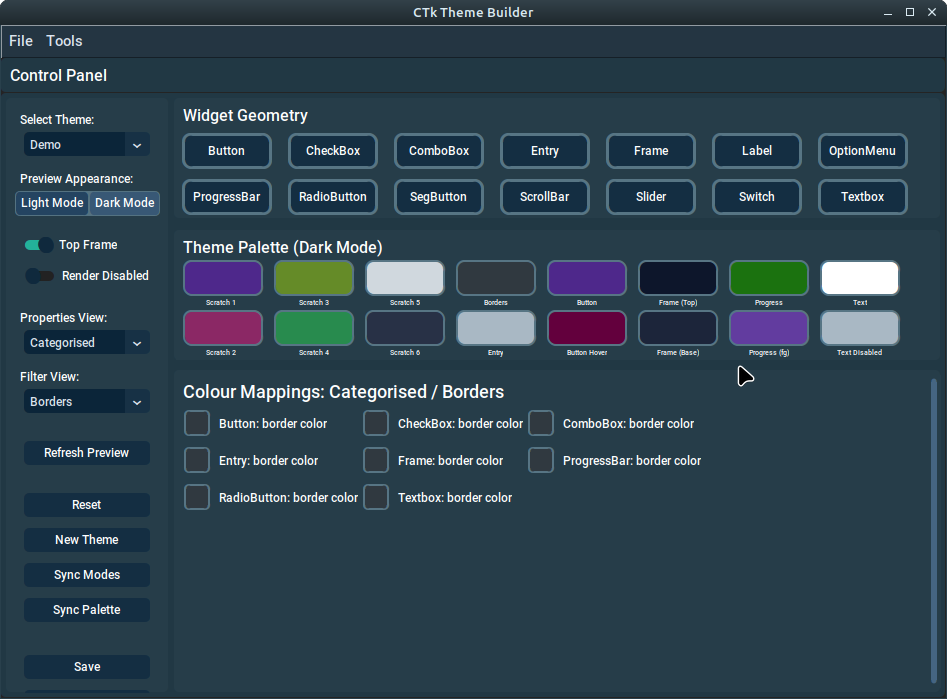 CTk Theme Builder
File Tools
Control Panel
Select Theme:
Demo
Preview Appearance:
Light Mode Dark Mode
Top Frame
Render Disabled
Properties View:
Categorised
Filter View:
Borders
Refresh Preview
Reset
New Theme
Sync Modes
Sync Palette
Save
Widget Geometry
Button CheckBox ComboBox Entry Frame Label OptionMenu
ProgressBar RadioButton SegButton ScrollBar Slider Switch Textbox
Theme Palette (Dark Mode)
Scratch 1 Scratch 3 Scratch 5 Borders Button Frame (Top) Progress Text
Scratch 2 Scratch 4 Scratch 6 Entry Button Hover Frame (Base) Progress (fg) Text Disabled
Colour Mappings: Categorised / Borders
Button: border color CheckBox: border color ComboBox: border color
Entry: border color Frame: border color ProgressBar: border color
RadioButton: border color Textbox: border color